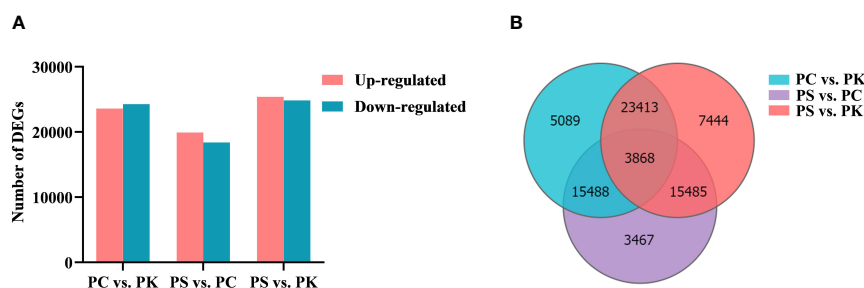 A
Number of DEGs
30000
20000
10000
0
PC vs. PK
PS vs. PC
PS vs. PK
Up-regulated
Down-regulated
B
5089
23413
7444
3868
15488
15485
3467
PC vs. PK
PS vs. PC
PS vs. PK